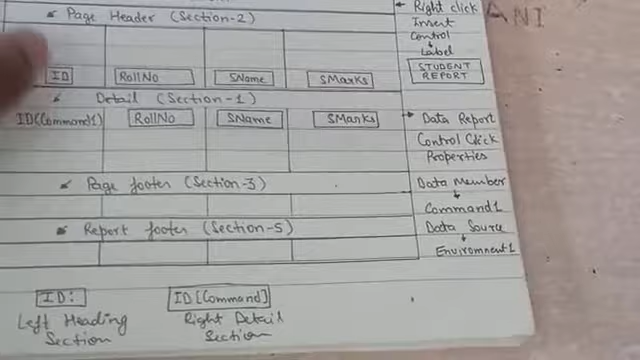 Page Header (Section-2)
ID RollNo SName SMarks
Detail (Section-1)
ID(Command1) RollNo SName SMarks
Page footer (Section-3)
Report footer (Section-5)
ID:
Left Heading
Section
ID[Command]
Right Detail
Section
Right click
Insert
Control
Label
STUDENT
REPORT
Data Report
Control Click
Properties
Data Member
Command1
Data Source
Enviromnent1
ANI